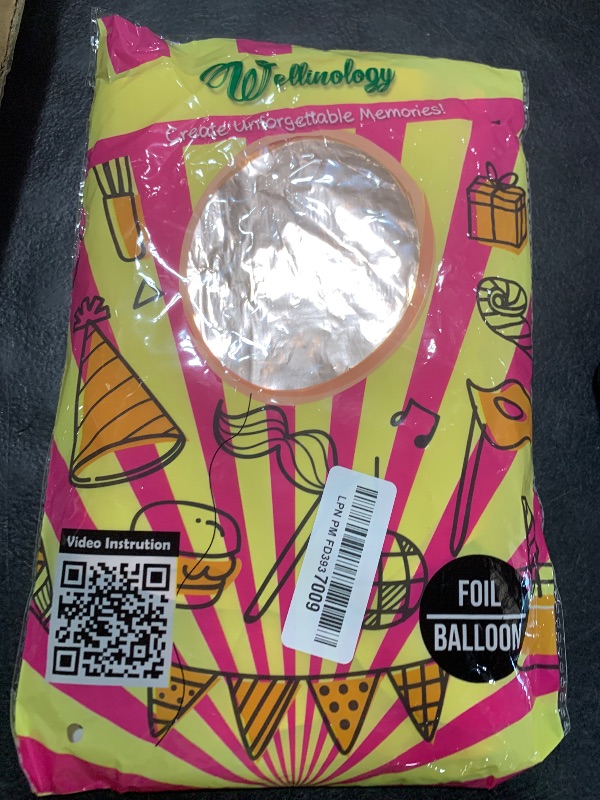 Wellinology
Create Unforgettable Memories!
LPN PM FD3937009
Video Instrution
FOIL
BALLOON